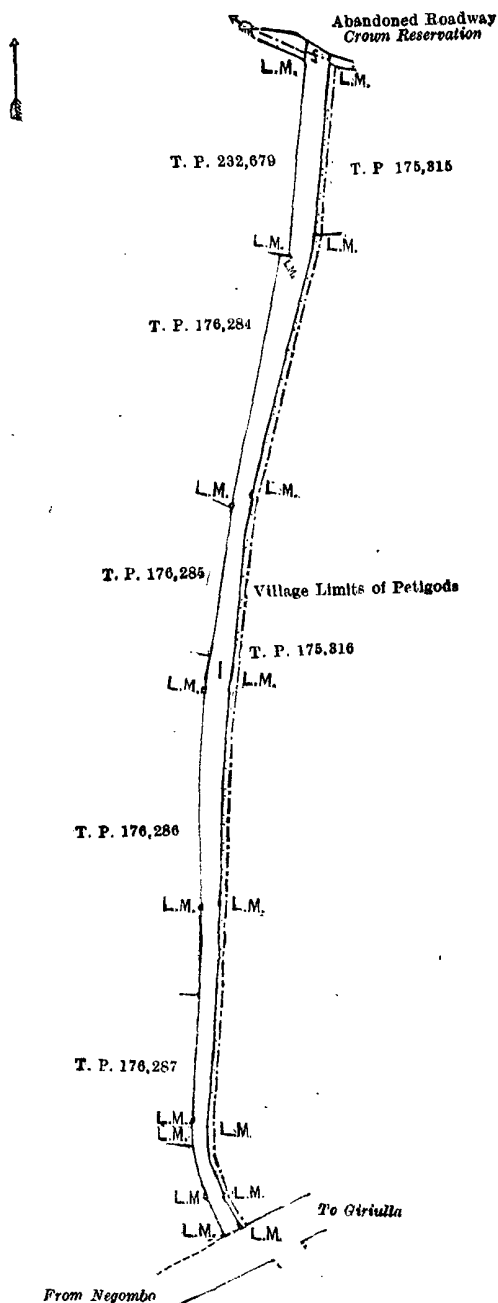 Abandoned Roadway
Crown Reservation
L.M. L.M.
T. P. 232,679 T. P 175,815
L.M. L.M.
L.M.
T. P. 176,284
L.M. L.M.
T. P. 176,285
Village Limits of Petigoda
T. P. 175,816
L.M. L.M.
T. P. 176,286
L.M. L.M.
T. P. 176,287
L.M.
L.M. L.M.
L.M L.M.
To Giriulla
L.M. L.M.
From Negombo